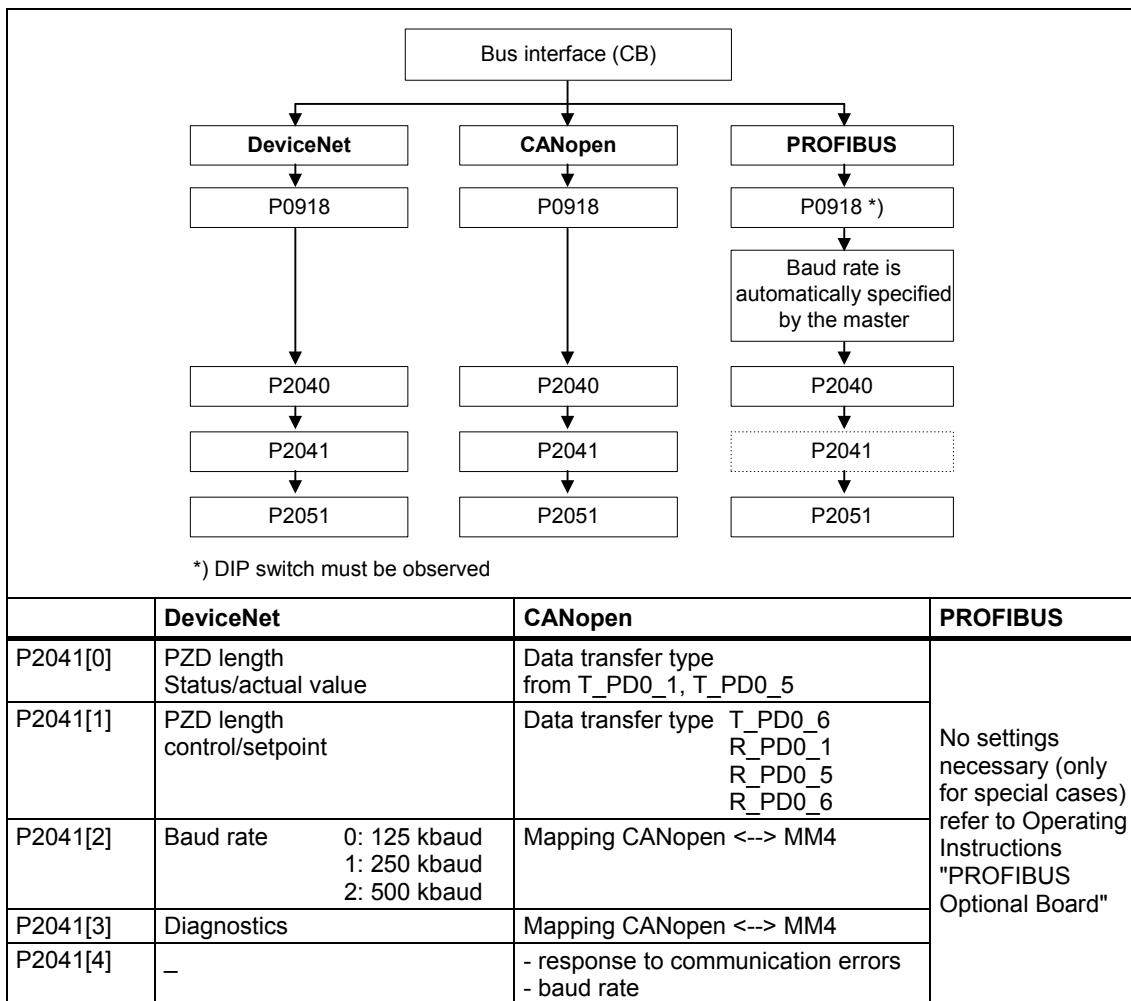 Bus interface (CB)
DeviceNet
CANopen
PROFIBUS
P0918
P0918
P0918 *)
Baud rate is
automatically specified
by the master
P2040
P2040
P2040
P2041
P2041
P2041
P2051
P2051
P2051
*) DIP switch must be observed
DeviceNet CANopen PROFIBUS
P2041[0] PZD length Data transfer type
Status/actual value from T_PD0_1, T_PD0_5
P2041[1] PZD length Data transfer type T_PD0_6
control/setpoint R_PD0_1
R_PD0_5
R_PD0_6
P2041[2] Baud rate 0: 125 kbaud Mapping CANopen <--> MM4
1: 250 kbaud
2: 500 kbaud
P2041[3] Diagnostics Mapping CANopen <--> MM4
P2041[4] _ - response to communication errors
- baud rate
No settings
necessary (only
for special cases)
refer to Operating
Instructions
"PROFIBUS
Optional Board"